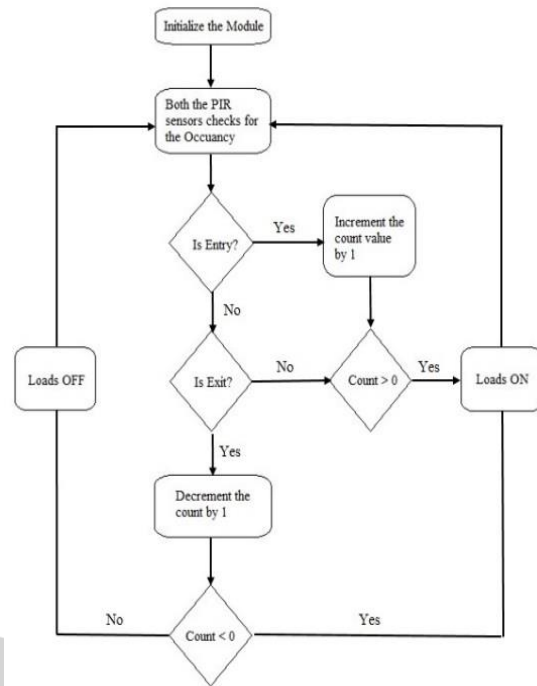 Initialize the Module
Both the PIR
sensors checks for
the Occuancy
Is Entry?
Yes
Increment the
count value
by 1
No
Loads OFF
Is Exit?
No
Count > 0
Yes
Loads ON
Yes
Decrement the
count by 1
No
Count < 0
Yes